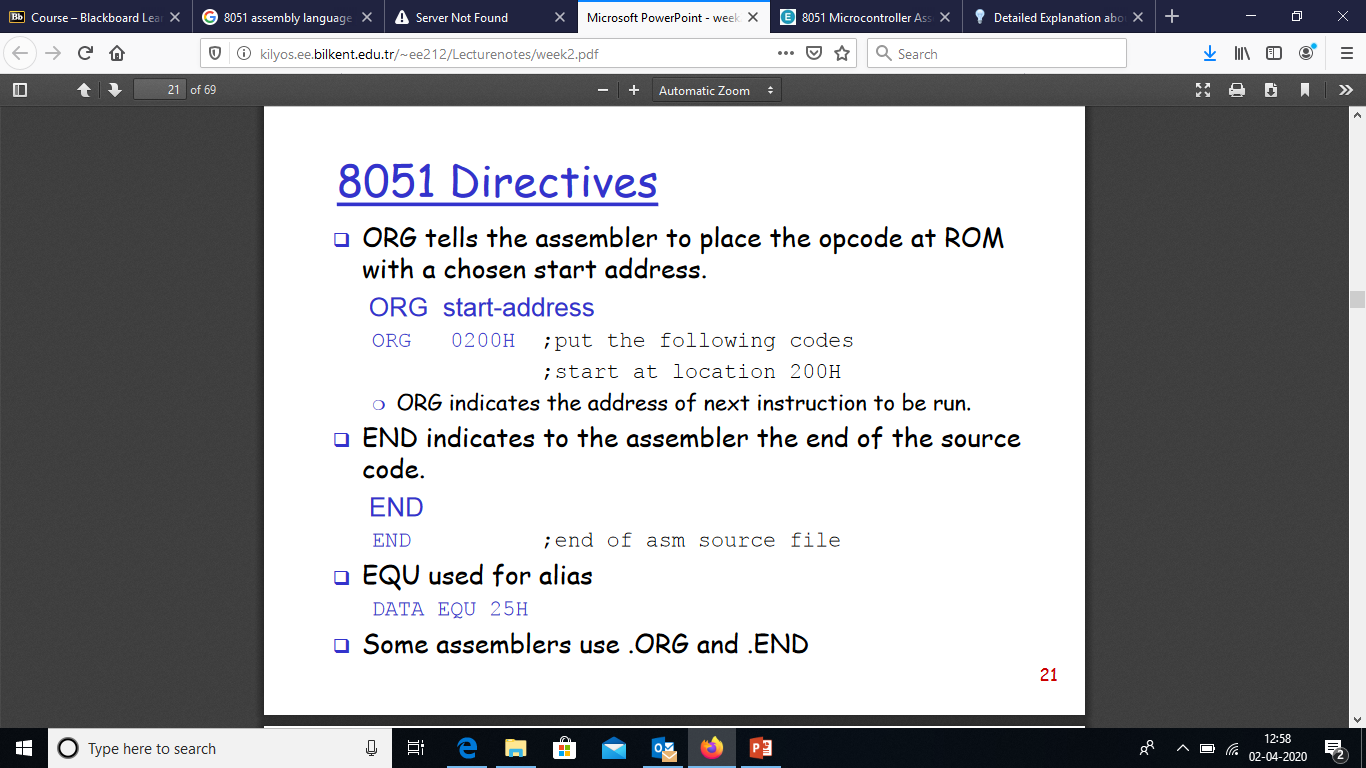 Course – Blackboard Lear
8051 assembly language
Server Not Found
Microsoft PowerPoint - week
8051 Microcontroller Ass
Detailed Explanation abo
kilyos.ee.bilkent.edu.tr/~ee212/Lecturenotes/week2.pdf
Search
21 of 69
Automatic Zoom
8051 Directives
ORG tells the assembler to place the opcode at ROM
with a chosen start address.
ORG start-address
ORG 0200H ;put the following codes
;start at location 200H
ORG indicates the address of next instruction to be run.
END indicates to the assembler the end of the source
code.
END
END ;end of asm source file
EQU used for alias
DATA EQU 25H
Some assemblers use .ORG and .END
21
Type here to search
12:58
02-04-2020
2